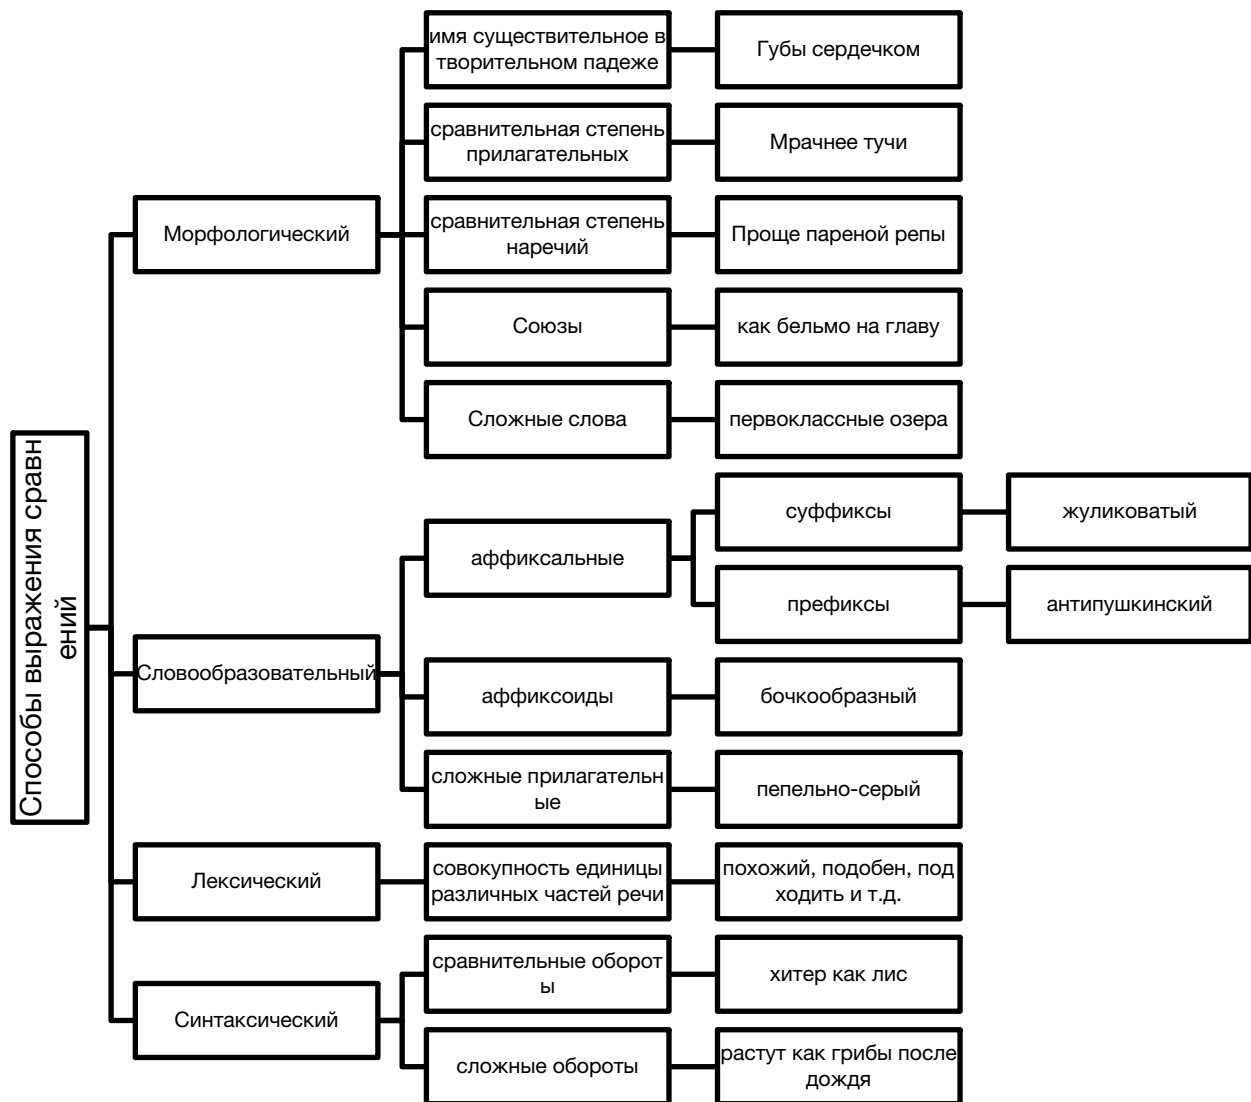 имя существительное в
творительном падеже
Губы сердечком
сравнительная степень
прилагательных
Мрачнее тучи
Морфологический
сравнительная степень
наречий
Проще пареной репы
Союзы
как бельмо на главу
Сложные слова
первоклассные озера
Способы выражения сравн
ений
аффиксальные
суффиксы
жуликоватый
префиксы
антипушкинский
Словообразовательный
аффиксоиды
бочкообразный
сложные прилагательн
ые
пепельно-серый
Лексический
совокупность единицы
различных частей речи
похожий, подобен, под
ходить и т.д.
Синтаксический
сравнительные оборот
ы
хитер как лис
сложные обороты
растут как грибы после
дождя